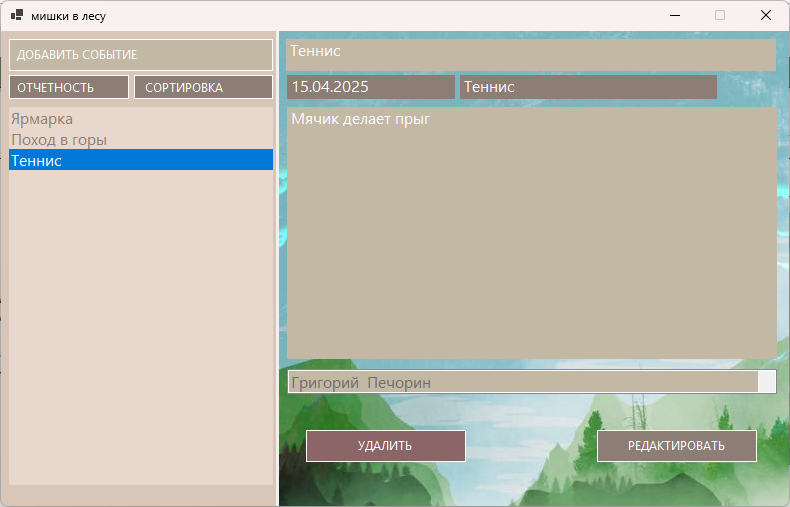 мишки в лесу
ДОБАВИТЬ СОБЫТИЕ
ОТЧЕТНОСТЬ
СОРТИРОВКА
Ярмарка
Поход в горы
Теннис
Теннис
15.04.2025
Теннис
Мячик делает прыг
Григорий  Печорин
УДАЛИТЬ
РЕДАКТИРОВАТЬ